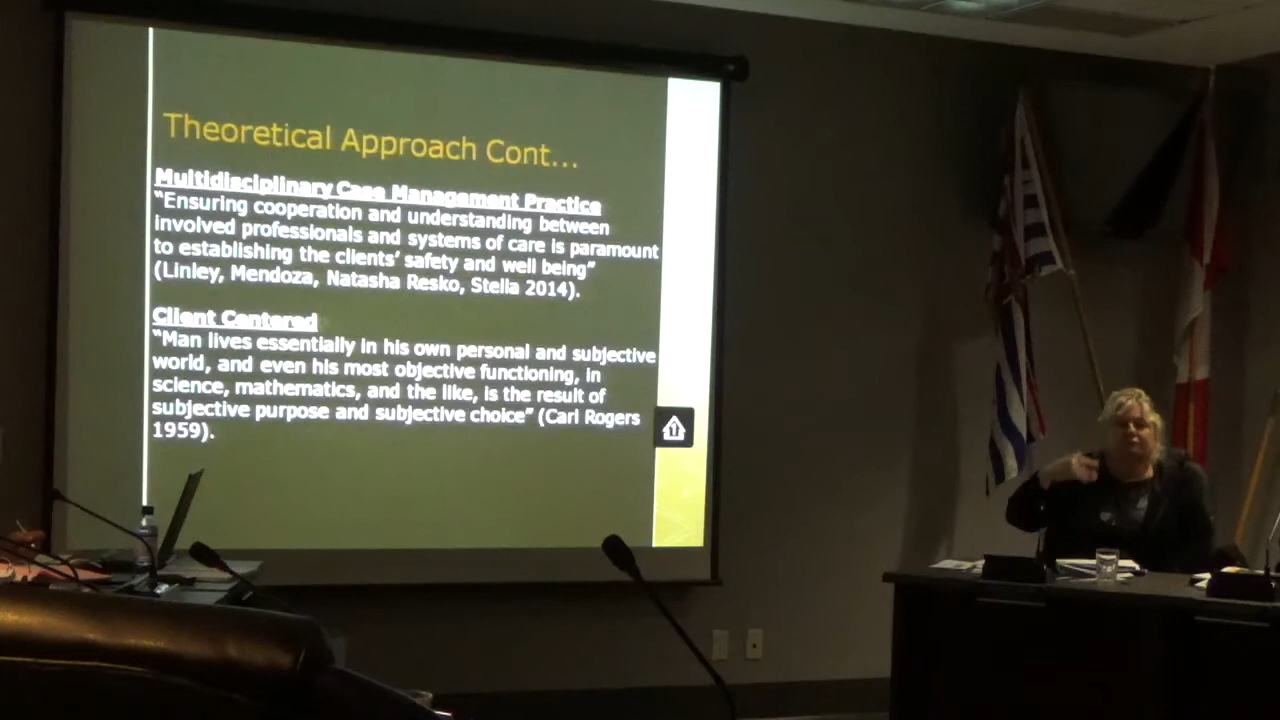 Theoretical Approach Cont...
Multidisciplinary Case Management Practice
“Ensuring cooperation and understanding between
involved professionals and systems of care is paramount
to establishing the clients’ safety and well being”
(Linley, Mendoza, Natasha Resko, Stella 2014).
Client Centered
“Man lives essentially in his own personal and subjective
world, and even his most objective functioning, in
science, mathematics, and the like, is the result of
subjective purpose and subjective choice” (Carl Rogers
1959).